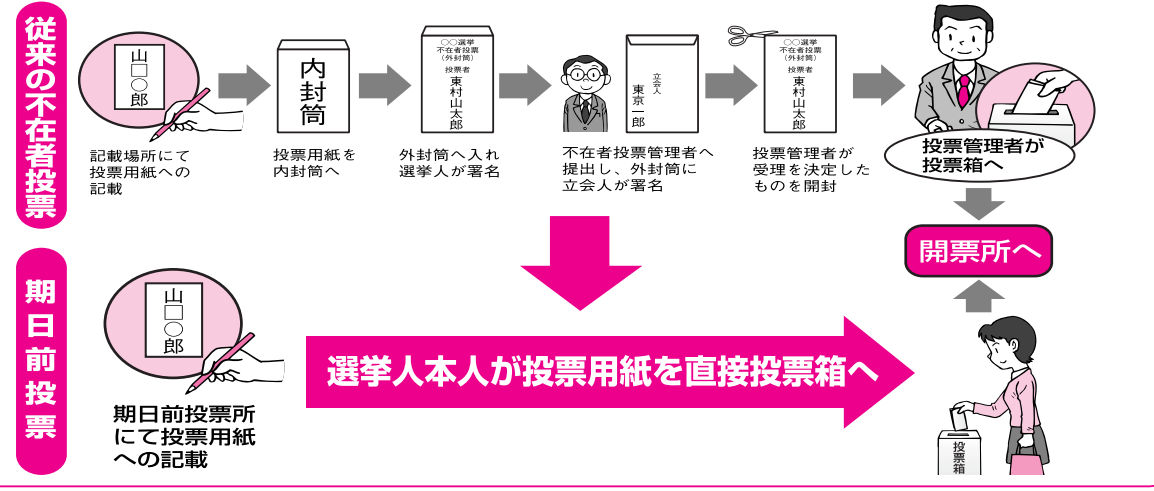 従来の不在者投票
山□○郎
記載場所にて
投票用紙への
記載
内封筒
投票用紙を
内封筒へ
○○選挙
不在者投票
（外封筒）
投票者
東村山太郎
外封筒へ入れ
選挙人が署名
立会人
東京一郎
不在者投票管理者へ
提出し、外封筒に
立会人が署名
○○選挙
不在者投票
（外封筒）
投票者
東村山太郎
投票管理者が
受理を決定した
ものを開封
投票管理者が
投票箱へ
開票所へ
期日前投票
山□○郎
期日前投票所
にて投票用紙
への記載
選挙人本人が投票用紙を直接投票箱へ
投票箱